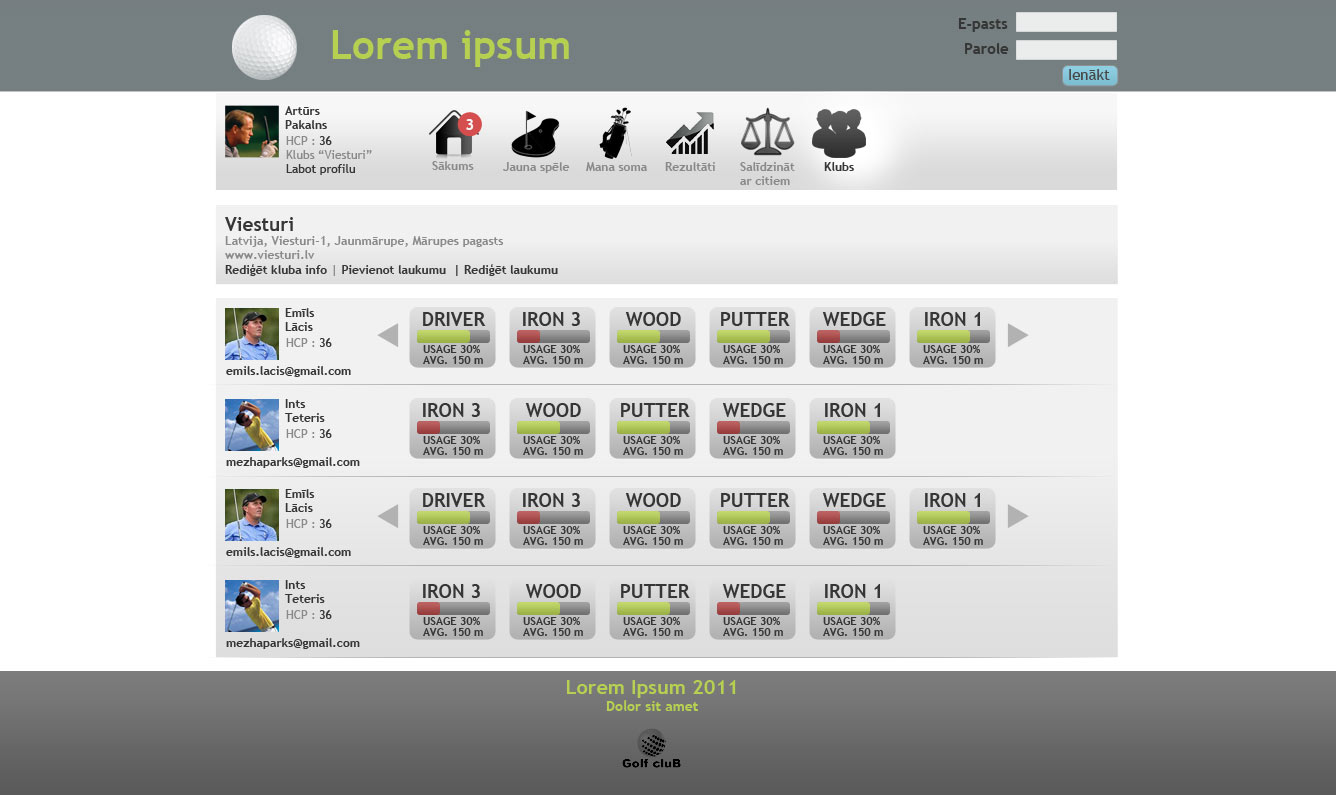 Lorem ipsum
E-pasts
Parole
Ienākt
Artūrs
Pakalns
HCP : 36
Klubs “Viesturi”
Labot profilu
3
Sākums
Jauna spēle
Mana soma
Rezultāti
Salīdzināt
ar citiem
Klubs
Viesturi
Latvija, Viesturi-1, Jaunmārupe, Mārupes pagasts
www.viesturi.lv
Rediģēt kluba info | Pievienot laukumu | Rediģēt laukumu
Emīls
Lācis
HCP : 36
emils.lacis@gmail.com
DRIVER IRON 3 WOOD PUTTER WEDGE IRON 1
USAGE 30% USAGE 30% USAGE 30% USAGE 30% USAGE 30% USAGE 30%
AVG. 150 m AVG. 150 m AVG. 150 m AVG. 150 m AVG. 150 m AVG. 150 m
Ints
Teteris
HCP : 36
mezhaparks@gmail.com
IRON 3 WOOD PUTTER WEDGE IRON 1
USAGE 30% USAGE 30% USAGE 30% USAGE 30% USAGE 30%
AVG. 150 m AVG. 150 m AVG. 150 m AVG. 150 m AVG. 150 m
Emīls
Lācis
HCP : 36
emils.lacis@gmail.com
DRIVER IRON 3 WOOD PUTTER WEDGE IRON 1
USAGE 30% USAGE 30% USAGE 30% USAGE 30% USAGE 30% USAGE 30%
AVG. 150 m AVG. 150 m AVG. 150 m AVG. 150 m AVG. 150 m AVG. 150 m
Ints
Teteris
HCP : 36
mezhaparks@gmail.com
IRON 3 WOOD PUTTER WEDGE IRON 1
USAGE 30% USAGE 30% USAGE 30% USAGE 30% USAGE 30%
AVG. 150 m AVG. 150 m AVG. 150 m AVG. 150 m AVG. 150 m
Lorem Ipsum 2011
Dolor sit amet
Golf cluB